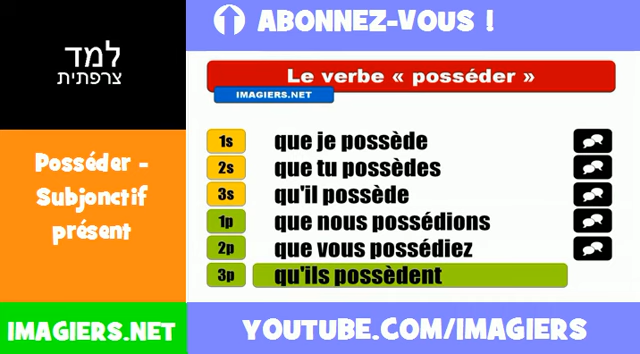 למד
צרפתית
Posséder -
Subjonctif
présent
IMAGIERS.NET
ABONNEZ-VOUS !
Le verbe « posséder »
IMAGIERS.NET
1s que je possède
2s que tu possèdes
3s qu'il possède
1p que nous possédions
2p que vous possédiez
3p qu'ils possèdent
YOUTUBE.COM/IMAGIERS